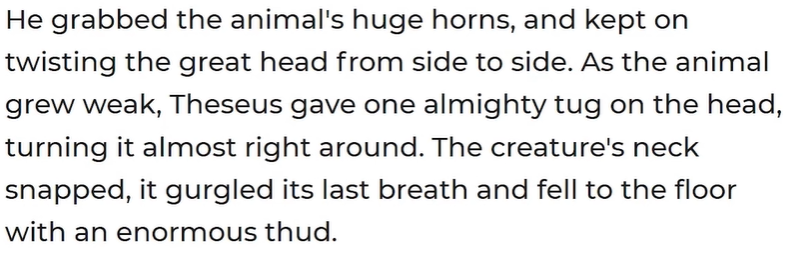 He grabbed the animal's huge horns, and kept on
twisting the great head from side to side. As the animal
grew weak, Theseus gave one almighty tug on the head,
turning it almost right around. The creature's neck
snapped, it gurgled its last breath and fell to the floor
with an enormous thud.